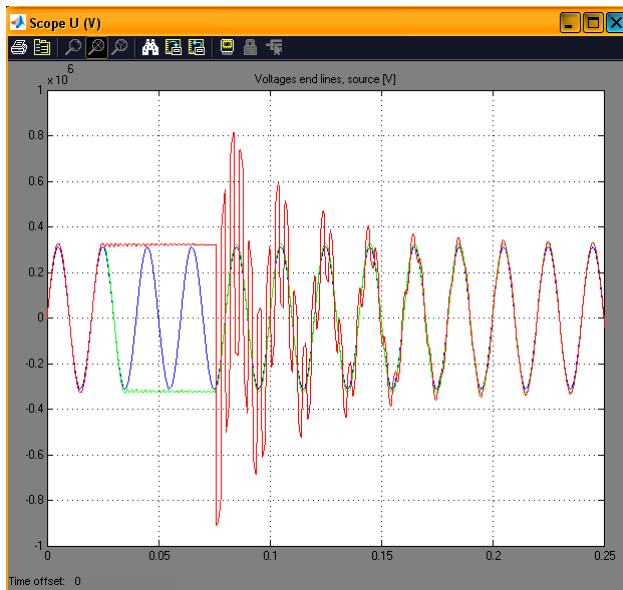 Scope U (V)
x 10^6
Voltages end lines, source [V]
1
0.8
0.6
0.4
0.2
0
-0.2
-0.4
-0.6
-0.8
-1
0 0.05 0.1 0.15 0.2 0.25
Time offset: 0